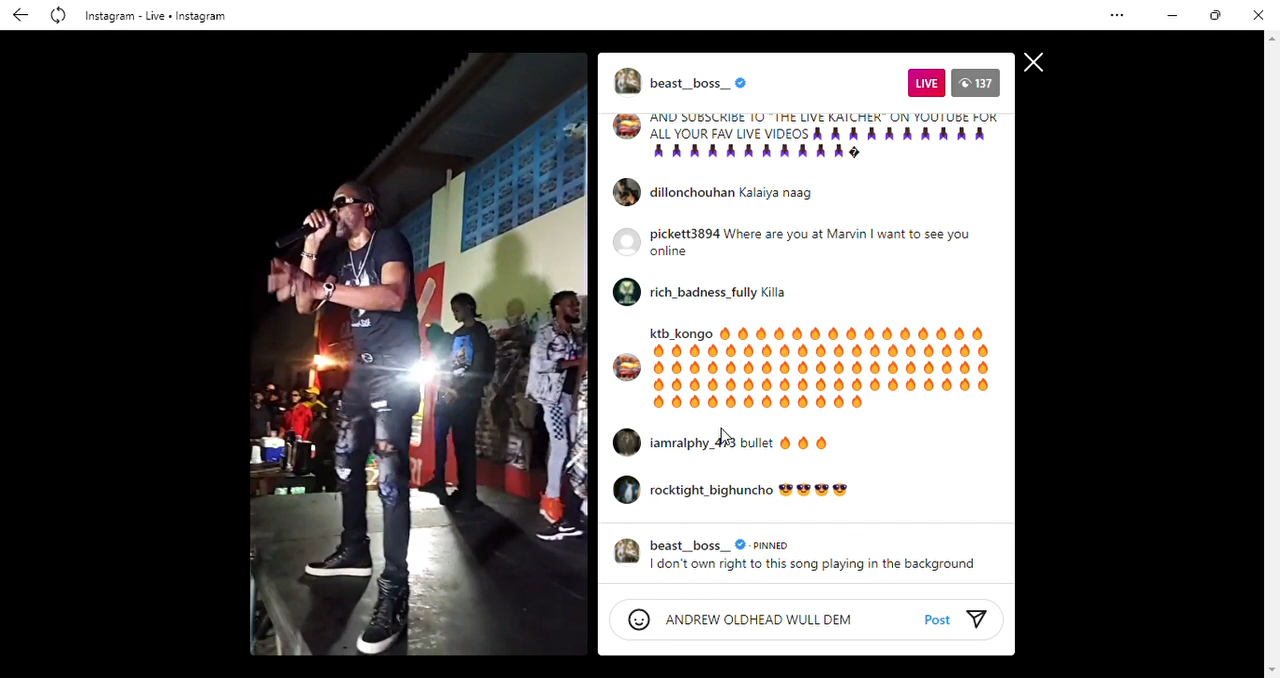 Instagram - Live • Instagram
beast__boss__
LIVE
137
AND SUBSCRIBE TO "THE LIVE KATCHER" ON YOUTUBE FOR
ALL YOUR FAV LIVE VIDEOS
dillonchouhan Kalaiya naag
pickett3894 Where are you at Marvin I want to see you
online
rich_badness_fully Killa
ktb_kongo 🔥🔥🔥🔥🔥🔥🔥🔥🔥🔥🔥🔥🔥🔥🔥
bullet 🔥🔥🔥
rocktight_bighuncho 😎😎😎😎
beast__boss__ · PINNED
I don't own right to this song playing in the background
ANDREW OLDHEAD WULL DEM
Post